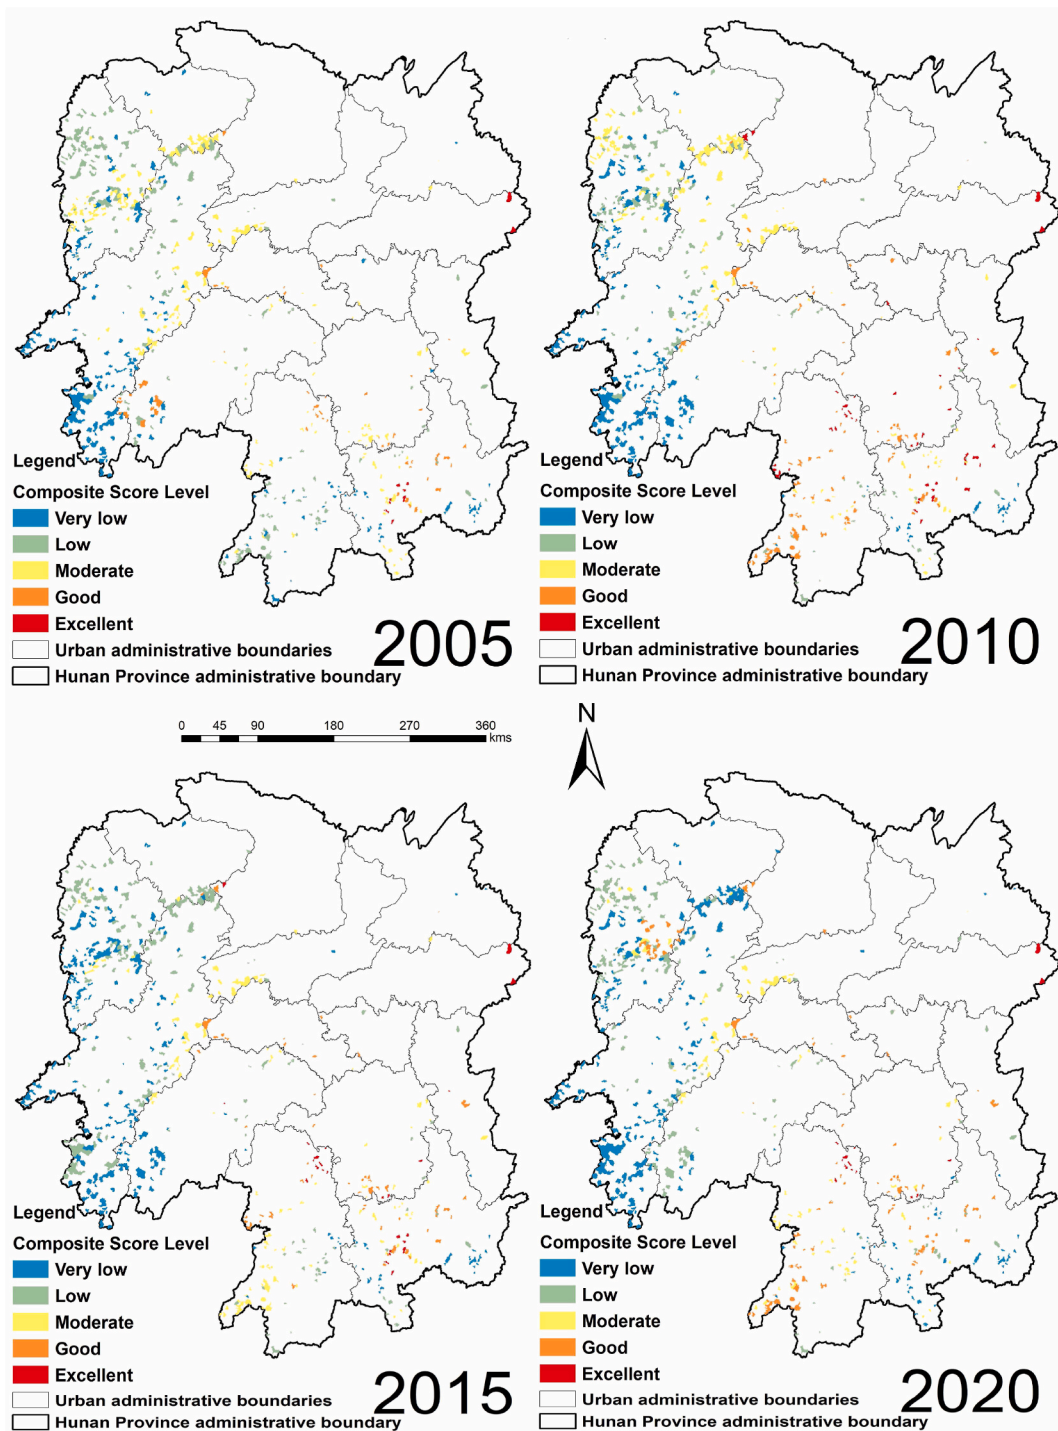 Legend
Composite Score Level
Very low
Low
Moderate
Good
Excellent
Urban administrative boundaries
Hunan Province administrative boundary
2005
Legend
Composite Score Level
Very low
Low
Moderate
Good
Excellent
Urban administrative boundaries
Hunan Province administrative boundary
2010
0 45 90 180 270 360
kms
N
Legend
Composite Score Level
Very low
Low
Moderate
Good
Excellent
Urban administrative boundaries
Hunan Province administrative boundary
2015
Legend
Composite Score Level
Very low
Low
Moderate
Good
Excellent
Urban administrative boundaries
Hunan Province administrative boundary
2020